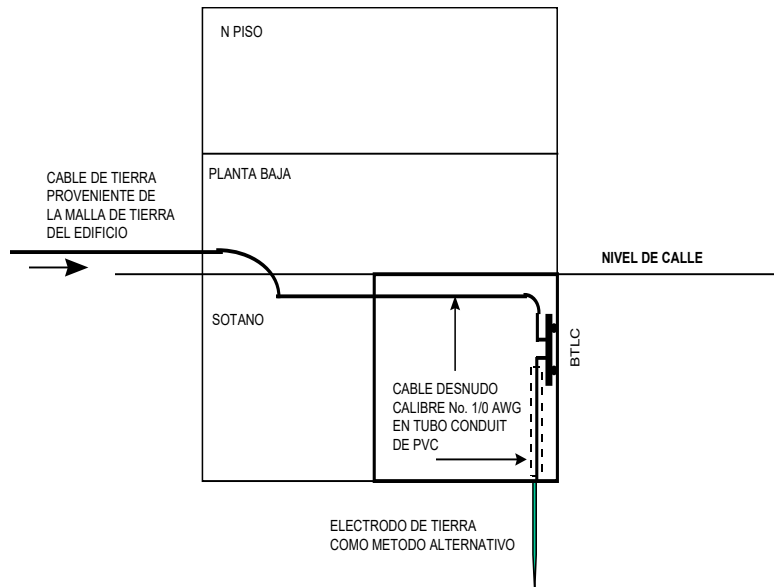 N PISO
PLANTA BAJA
CABLE DE TIERRA
PROVENIENTE DE
LA MALLA DE TIERRA
DEL EDIFICIO
NIVEL DE CALLE
SOTANO
BTLC
CABLE DESNUDO
CALIBRE No. 1/0 AWG
EN TUBO CONDUIT
DE PVC
ELECTRODO DE TIERRA
COMO METODO ALTERNATIVO